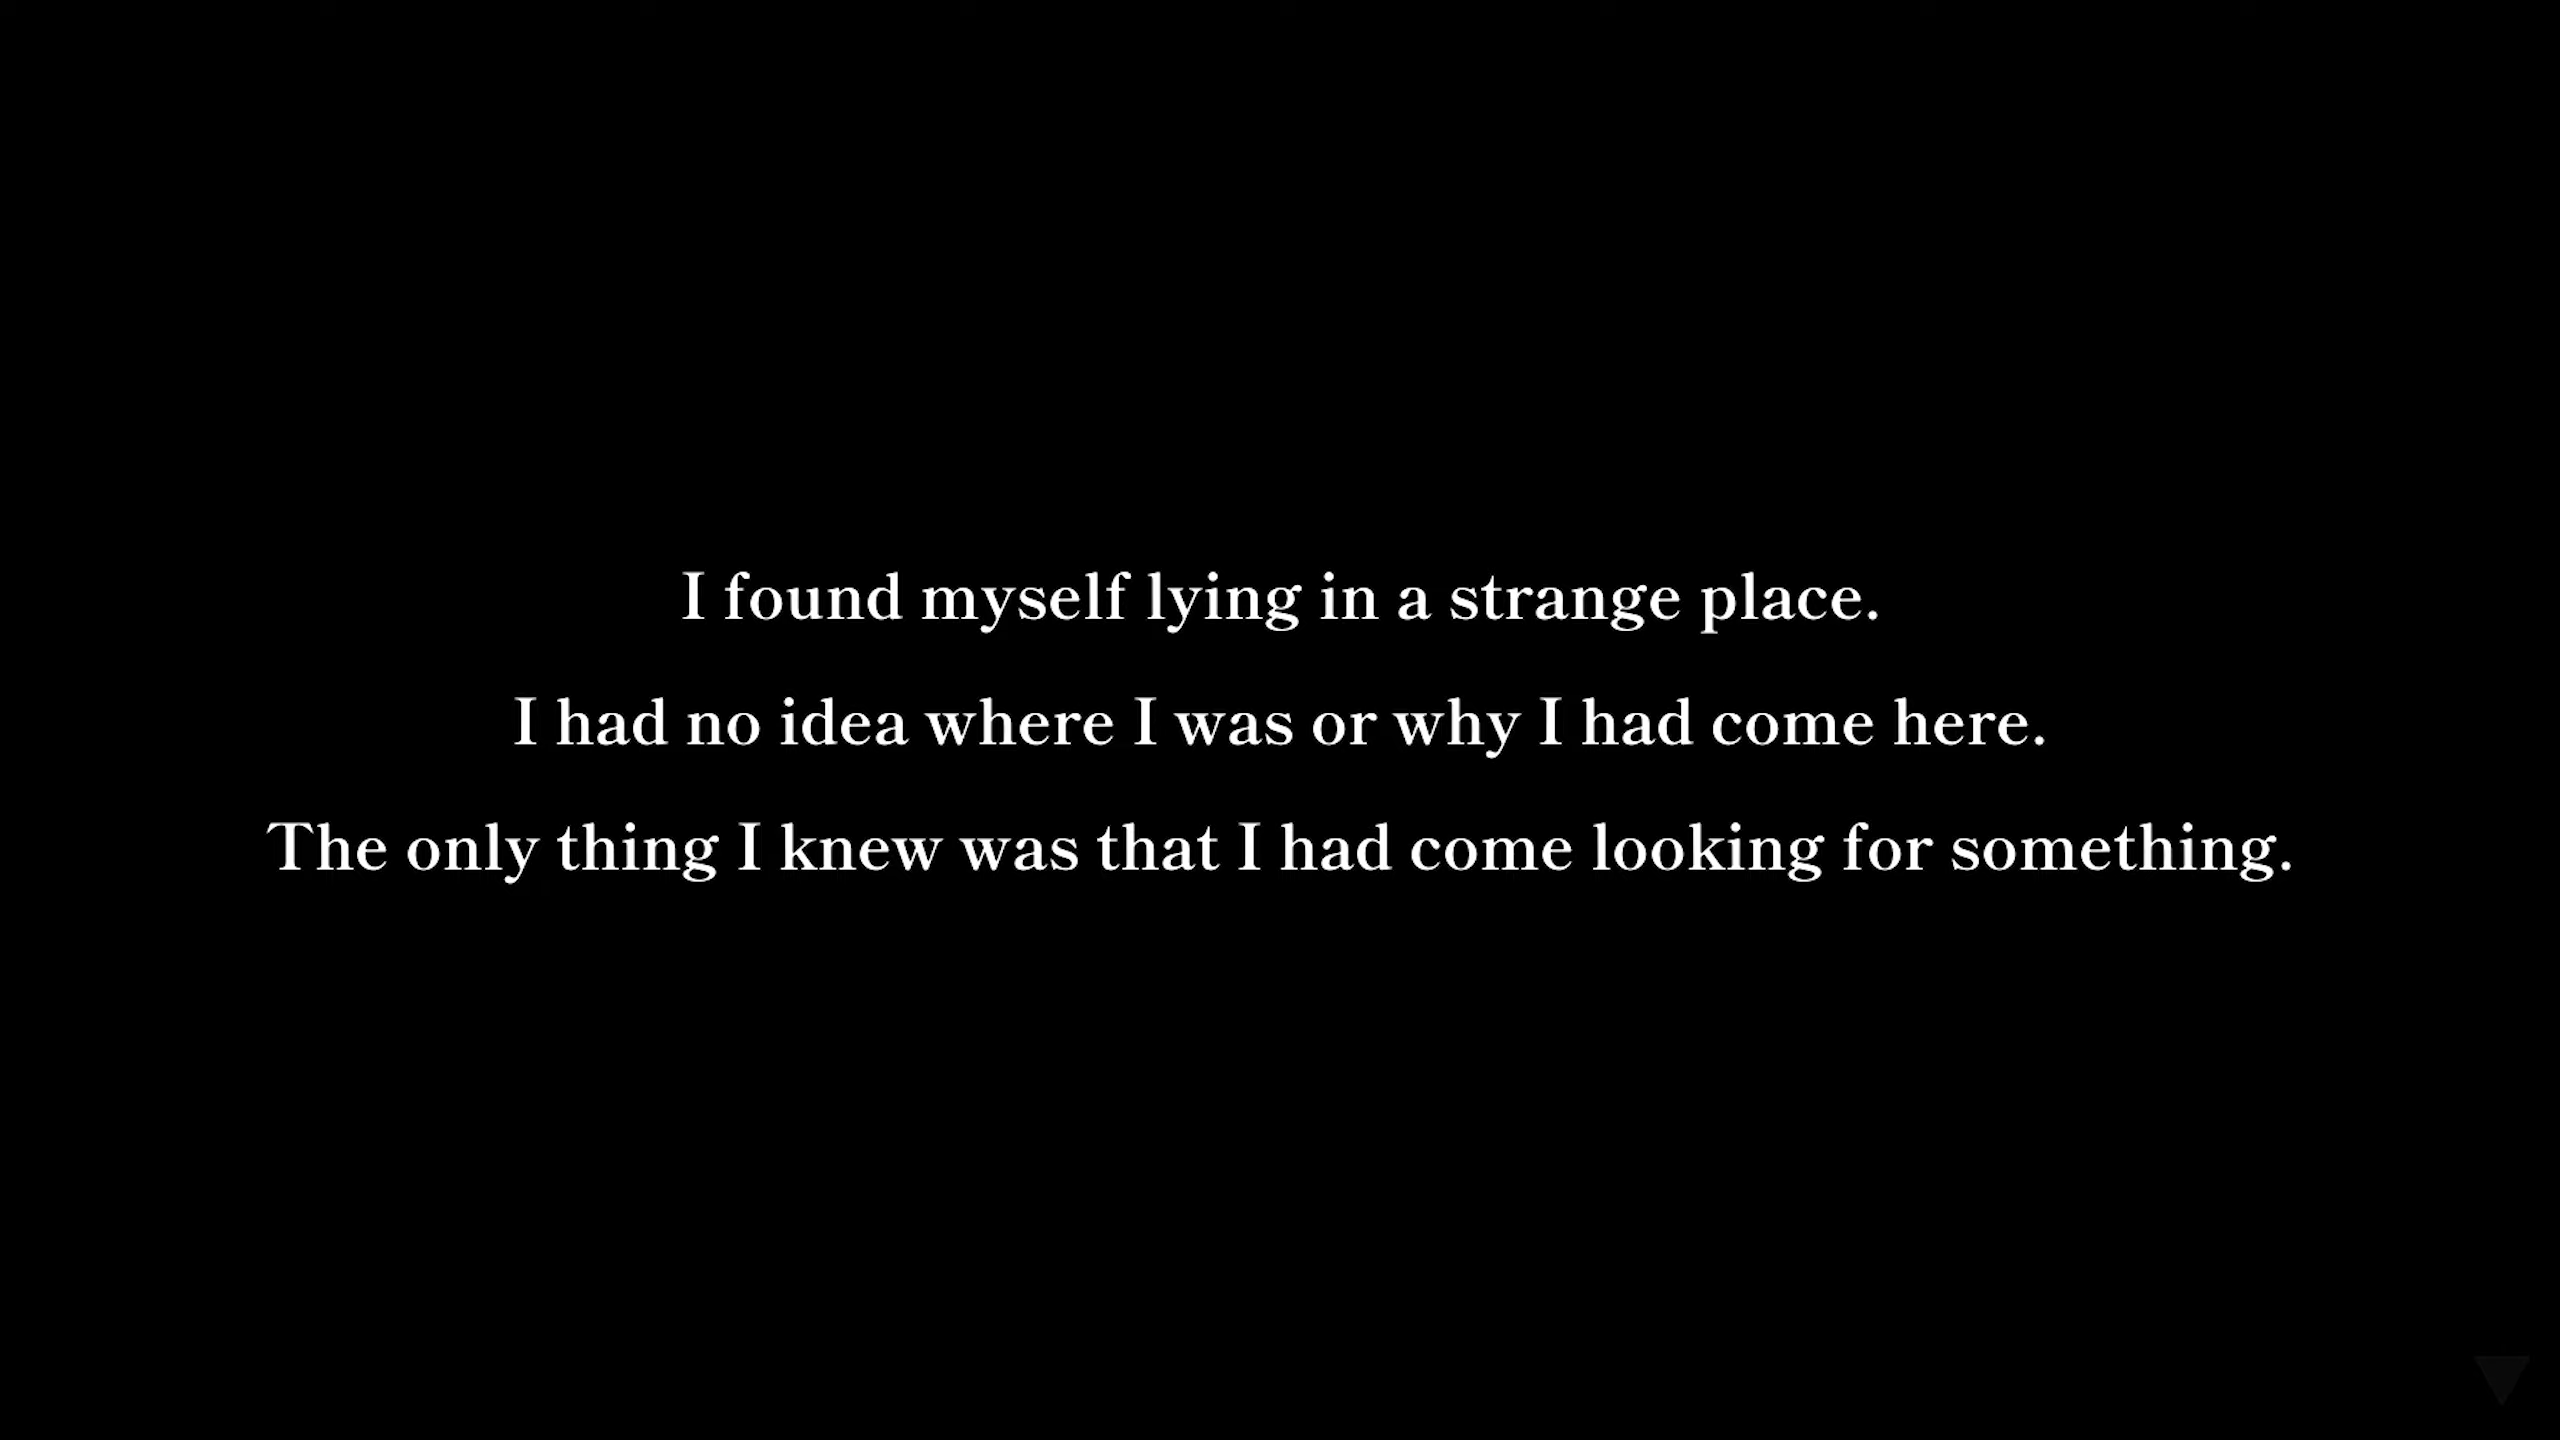 I found myself lying in a strange place.
I had no idea where I was or why I had come here.
The only thing I knew was that I had come looking for something.